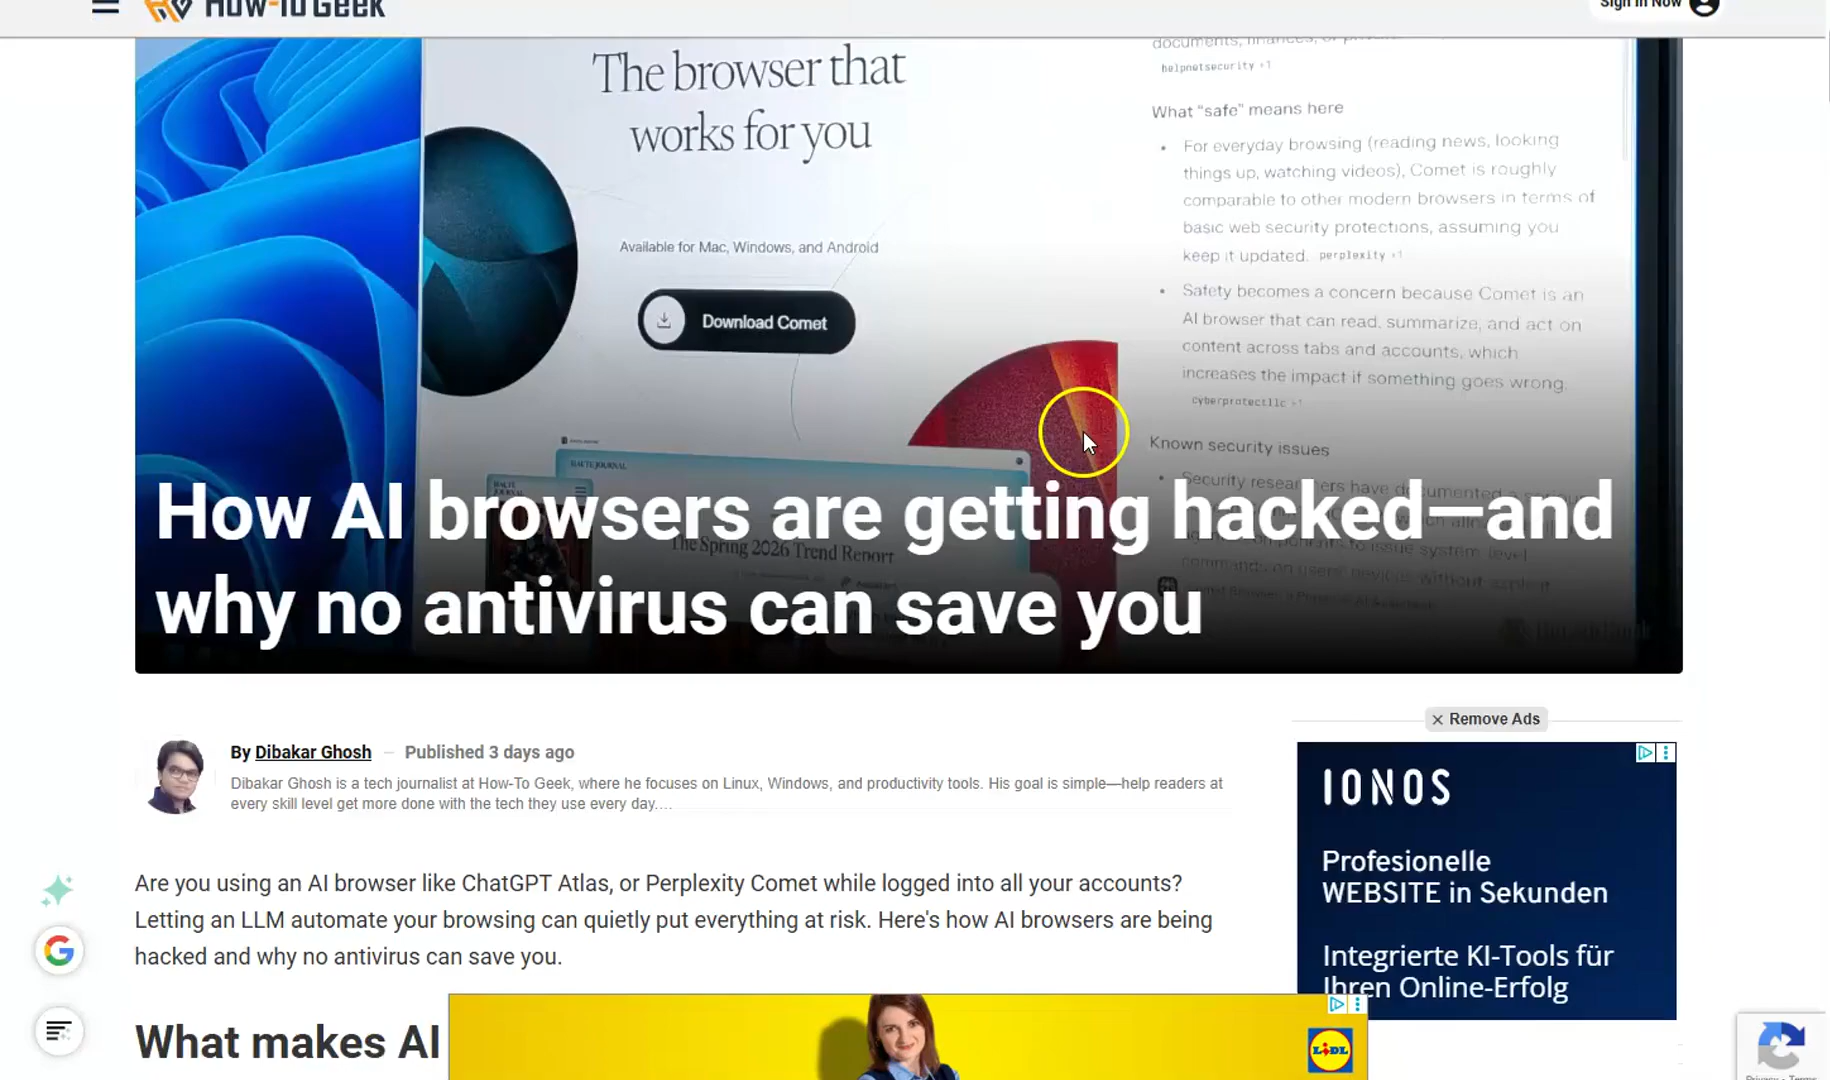 How-To Geek
Sign in Now
The browser that
works for you
Available for Mac, Windows, and Android
Download Comet
documents, finances, or
helpnetsecurity +1
What "safe" means here
• For everyday browsing (reading news, looking
things up, watching videos), Comet is roughly
comparable to other modern browsers in terms of
basic web security protections, assuming you
keep it updated. perplexity +1
• Safety becomes a concern because Comet is an
AI browser that can read, summarize, and act on
content across tabs and accounts, which
increases the impact if something goes wrong.
cyberprotectllc +1
Known security issues
HAUTE JOURNAL
The Spring 2026 Trend Report
How AI browsers are getting hacked—and
why no antivirus can save you
By Dibakar Ghosh — Published 3 days ago
Dibakar Ghosh is a tech journalist at How-To Geek, where he focuses on Linux, Windows, and productivity tools. His goal is simple—help readers at
every skill level get more done with the tech they use every day....
Are you using an AI browser like ChatGPT Atlas, or Perplexity Comet while logged into all your accounts?
Letting an LLM automate your browsing can quietly put everything at risk. Here's how AI browsers are being
hacked and why no antivirus can save you.
What makes AI
× Remove Ads
IONOS
Profesionelle
WEBSITE in Sekunden
Integrierte KI-Tools für
Ihren Online-Erfolg
LIDL